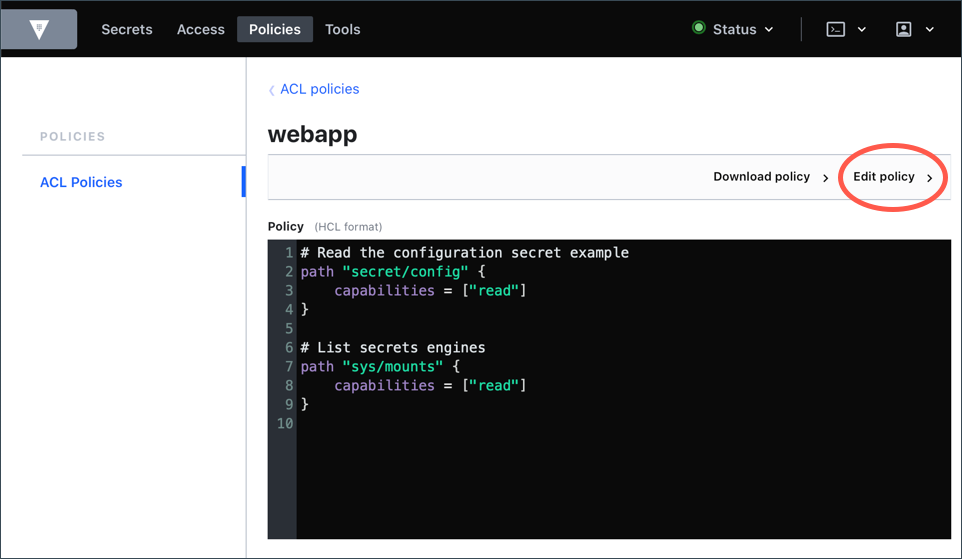 Secrets Access Policies Tools Status
POLICIES
ACL Policies
ACL policies
webapp
Download policy Edit policy
Policy (HCL format)
1 # Read the configuration secret example
2 path "secret/config" {
3     capabilities = ["read"]
4 }
5
6 # List secrets engines
7 path "sys/mounts" {
8     capabilities = ["read"]
9 }
10